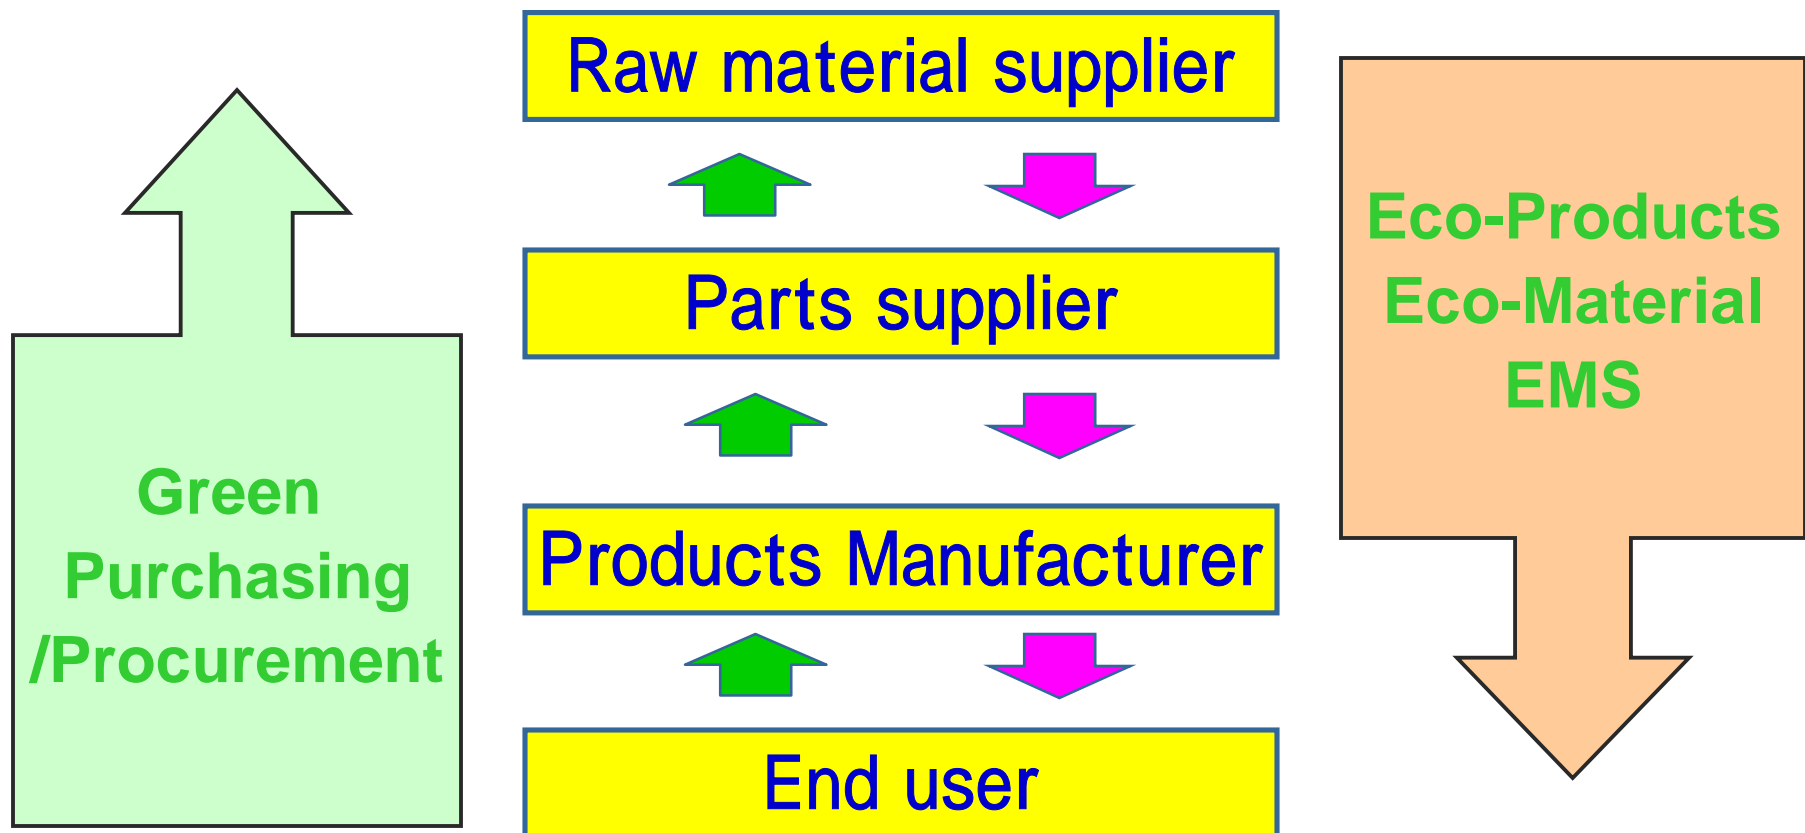 Raw material supplier
Parts supplier
Products Manufacturer
End user
Green
Purchasing
/Procurement
Eco-Products
Eco-Material
EMS